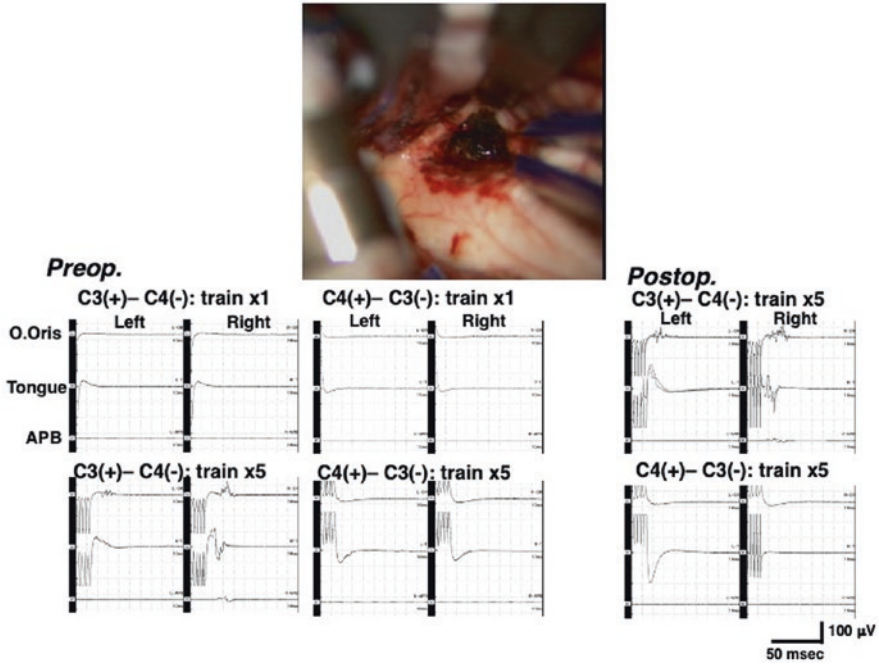 Preop.
C3(+)– C4(-): train x1
Left Right
C4(+)– C3(-): train x1
Left Right
O.Oris
Tongue
APB
C3(+)– C4(-): train x5
C4(+)– C3(-): train x5
Postop.
C3(+)– C4(-): train x5
Left Right
C4(+)– C3(-): train x5
100 µV
50 msec